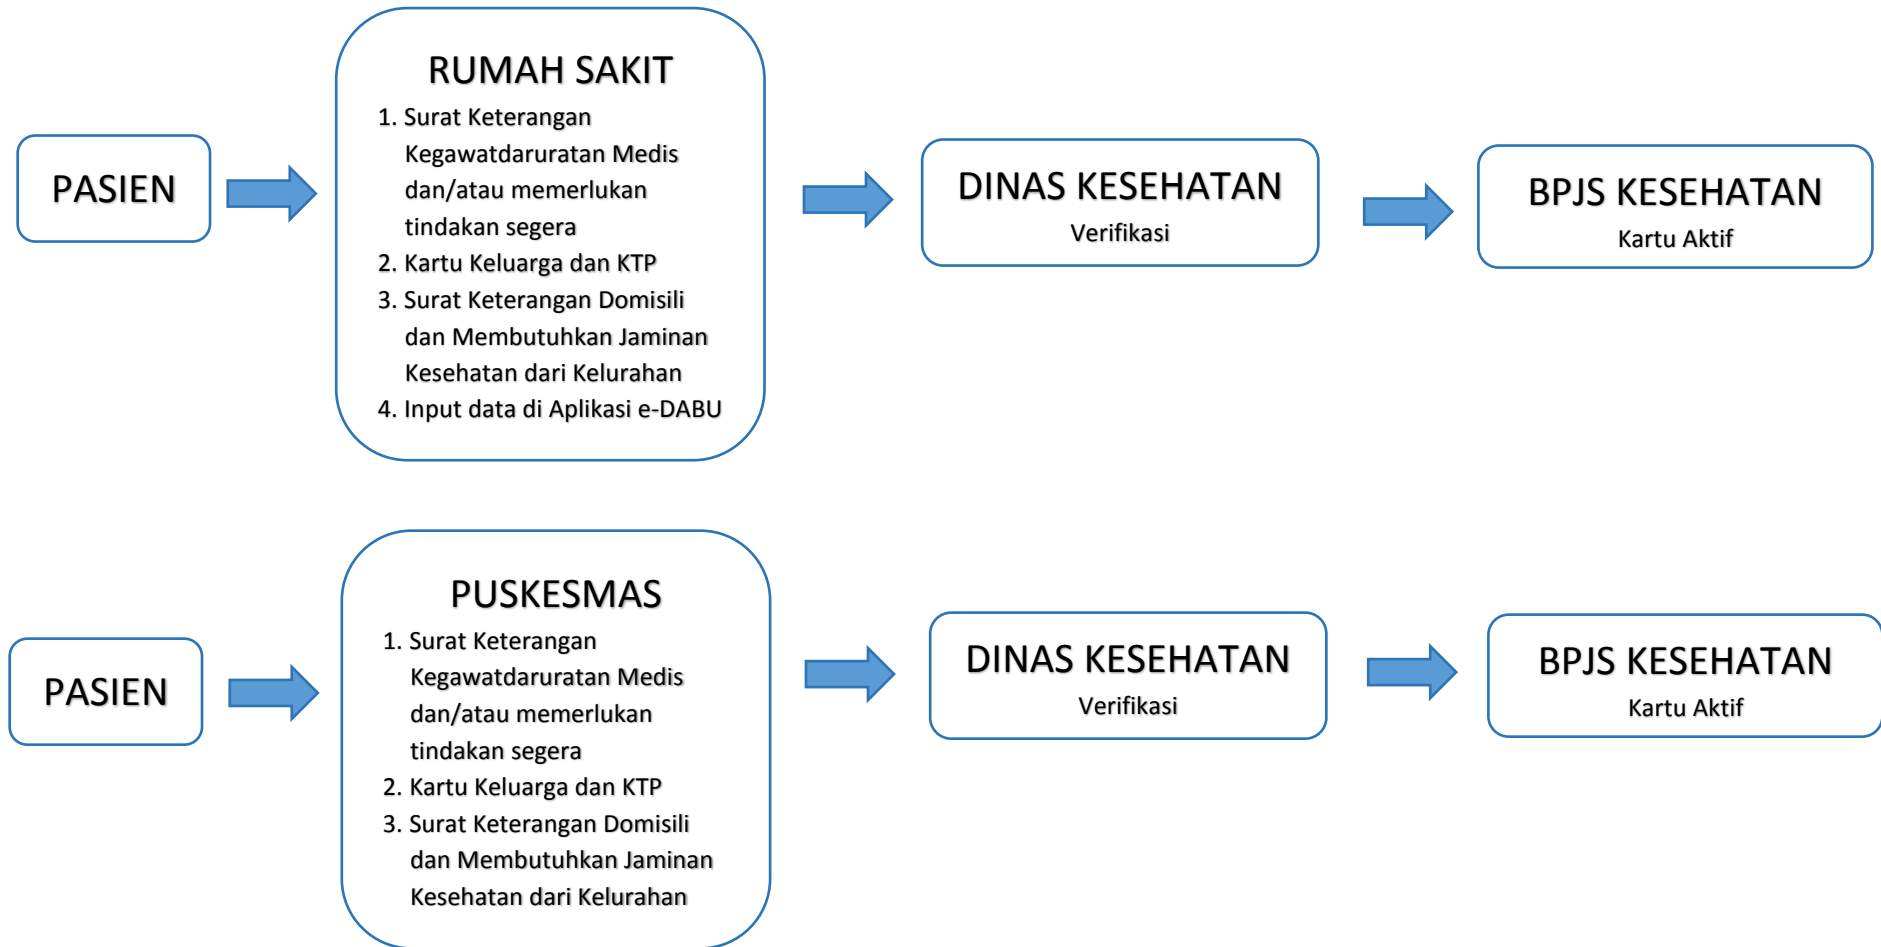 PASIEN
RUMAH SAKIT
1. Surat Keterangan
Kegawatdaruratan Medis
dan/atau memerlukan
tindakan segera
2. Kartu Keluarga dan KTP
3. Surat Keterangan Domisili
dan Membutuhkan Jaminan
Kesehatan dari Kelurahan
4. Input data di Aplikasi e-DABU
DINAS KESEHATAN
Verifikasi
BPJS KESEHATAN
Kartu Aktif
PASIEN
PUSKESMAS
1. Surat Keterangan
Kegawatdaruratan Medis
dan/atau memerlukan
tindakan segera
2. Kartu Keluarga dan KTP
3. Surat Keterangan Domisili
dan Membutuhkan Jaminan
Kesehatan dari Kelurahan
DINAS KESEHATAN
Verifikasi
BPJS KESEHATAN
Kartu Aktif